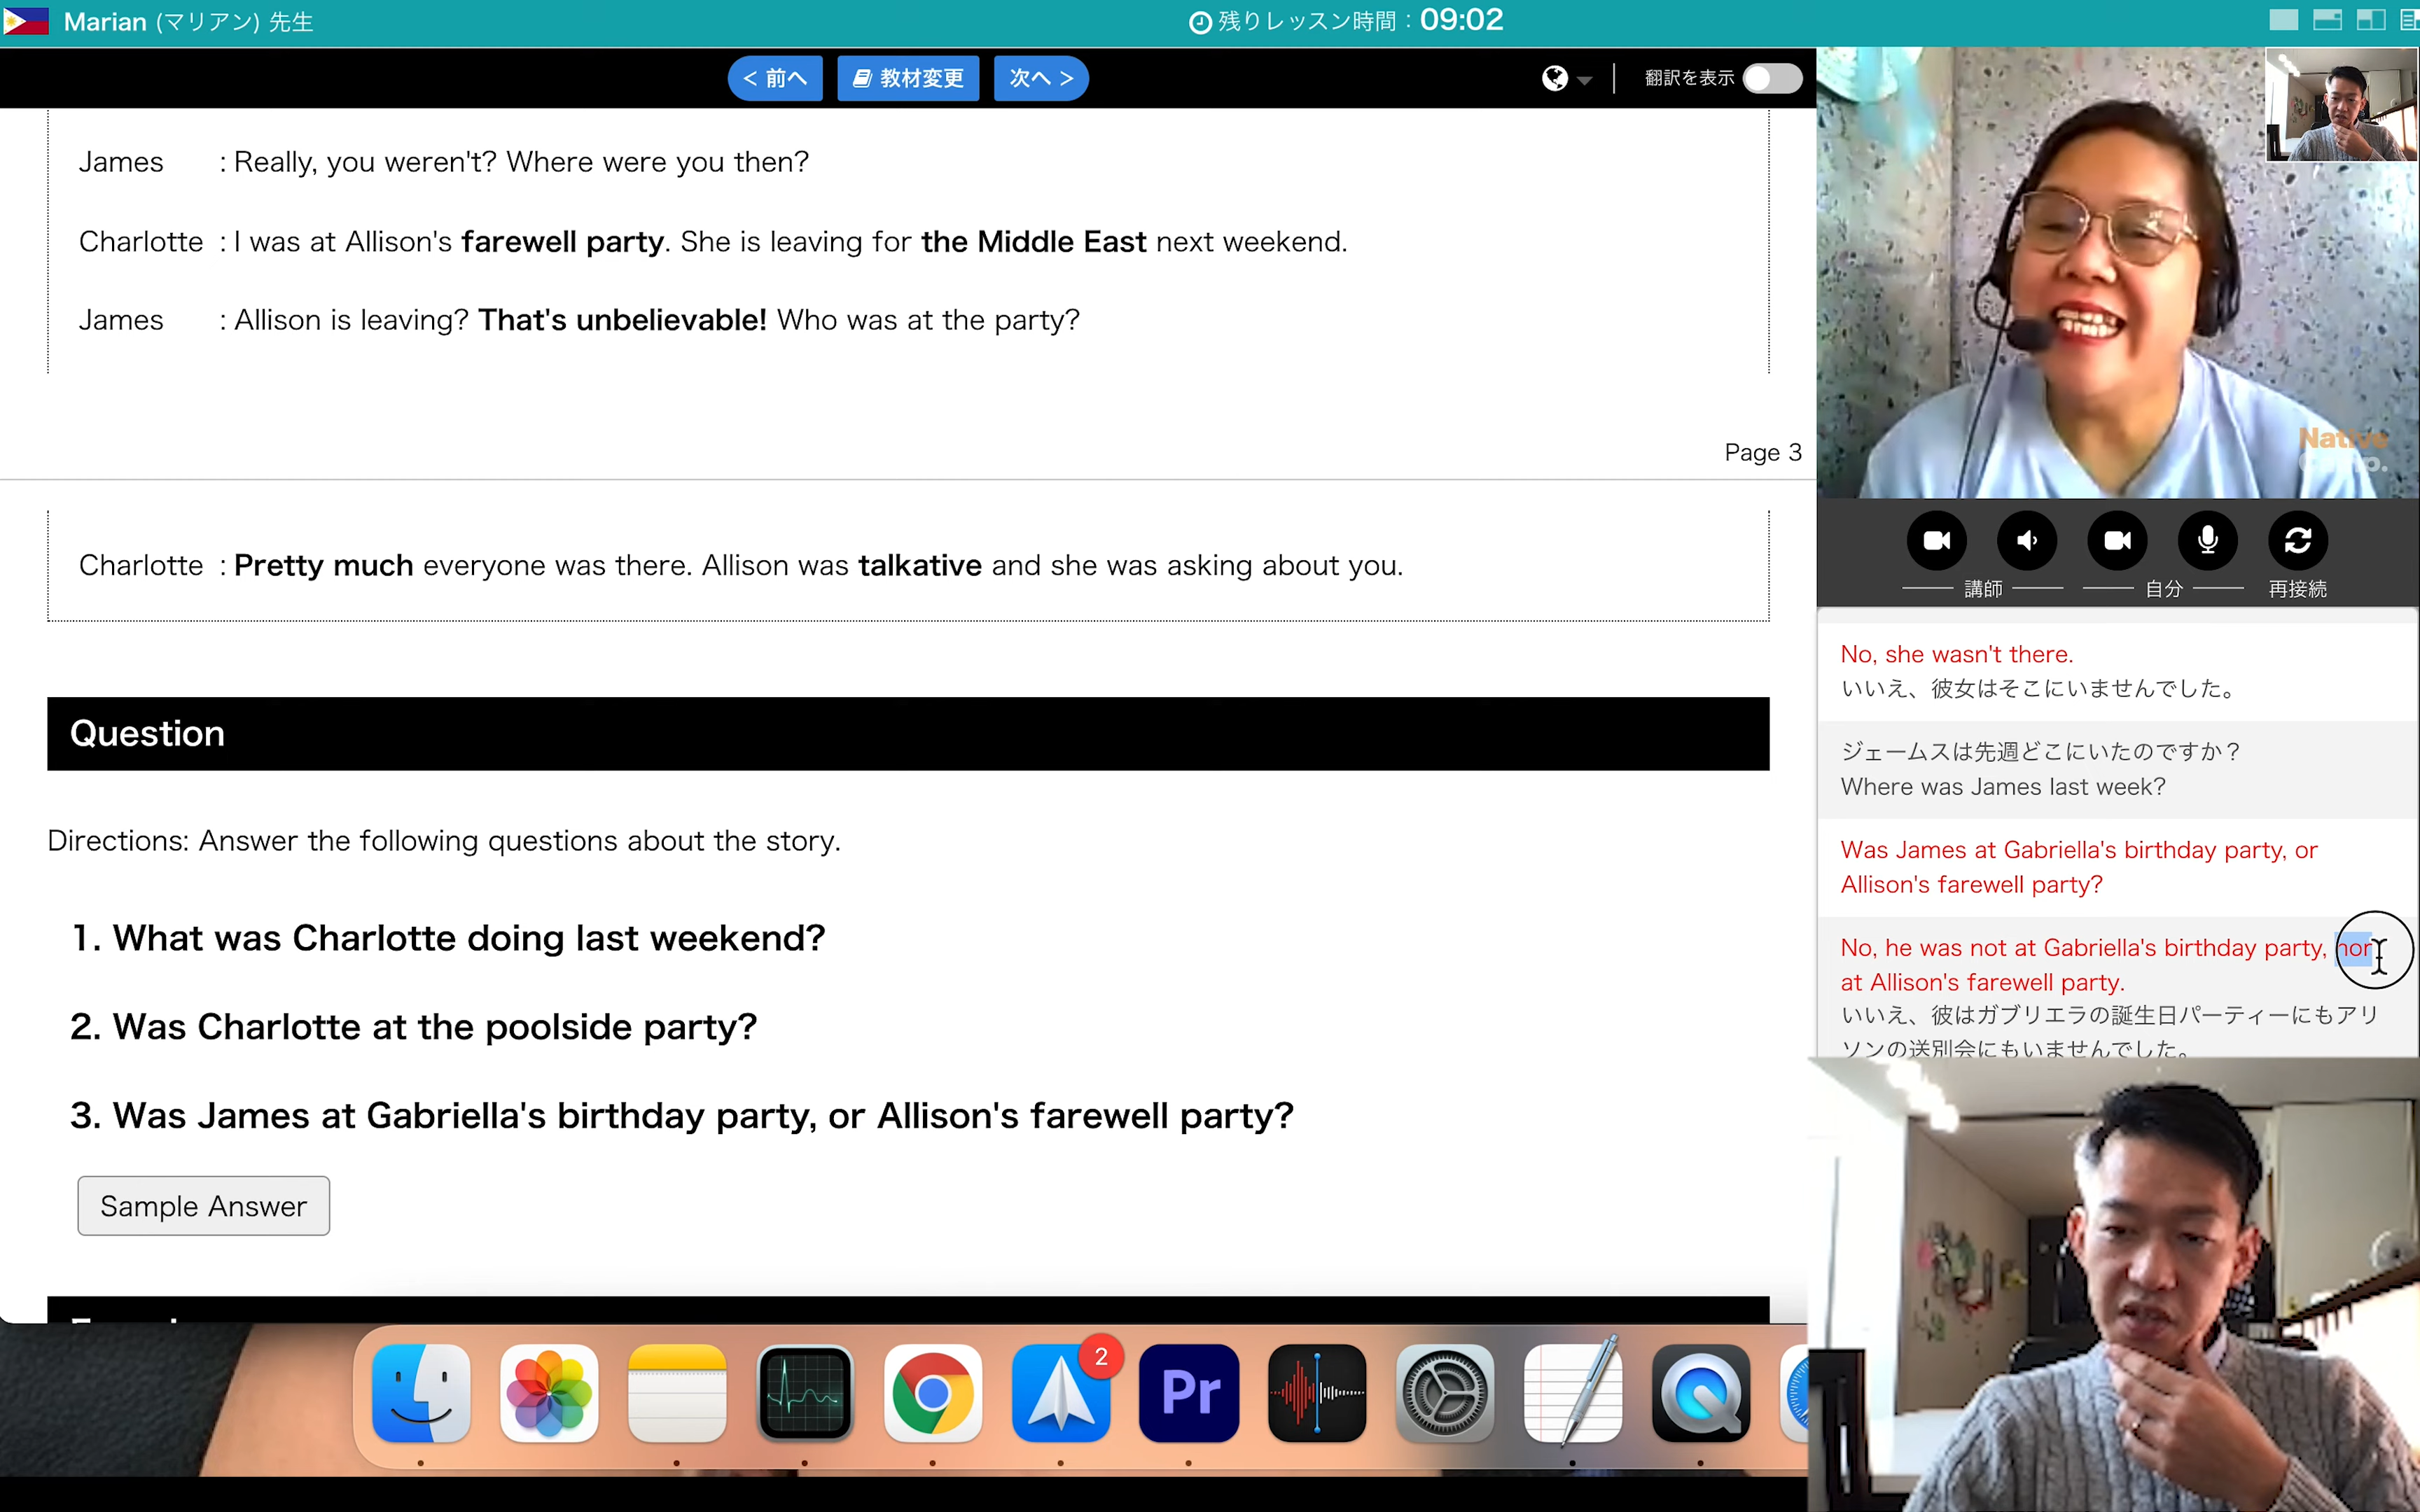 Marian (マリアン) 先生
残りレッスン時間：09:02
< 前へ
教材変更
次へ >
翻訳を表示
James : Really, you weren't? Where were you then?
Charlotte : I was at Allison's farewell party. She is leaving for the Middle East next weekend.
James : Allison is leaving? That's unbelievable! Who was at the party?
Page 3
Charlotte : Pretty much everyone was there. Allison was talkative and she was asking about you.
Question
Directions: Answer the following questions about the story.
1. What was Charlotte doing last weekend?
2. Was Charlotte at the poolside party?
3. Was James at Gabriella's birthday party, or Allison's farewell party?
Sample Answer
Native
Camp.
講師
自分
再接続
No, she wasn't there.
いいえ、彼女はそこにいませんでした。
ジェームスは先週どこにいたのですか？
Where was James last week?
Was James at Gabriella's birthday party, or
Allison's farewell party?
No, he was not at Gabriella's birthday party, nor
at Allison's farewell party.
いいえ、彼はガブリエラの誕生日パーティーにもアリ
ソンの送別会にもいませんでした。
2
Pr